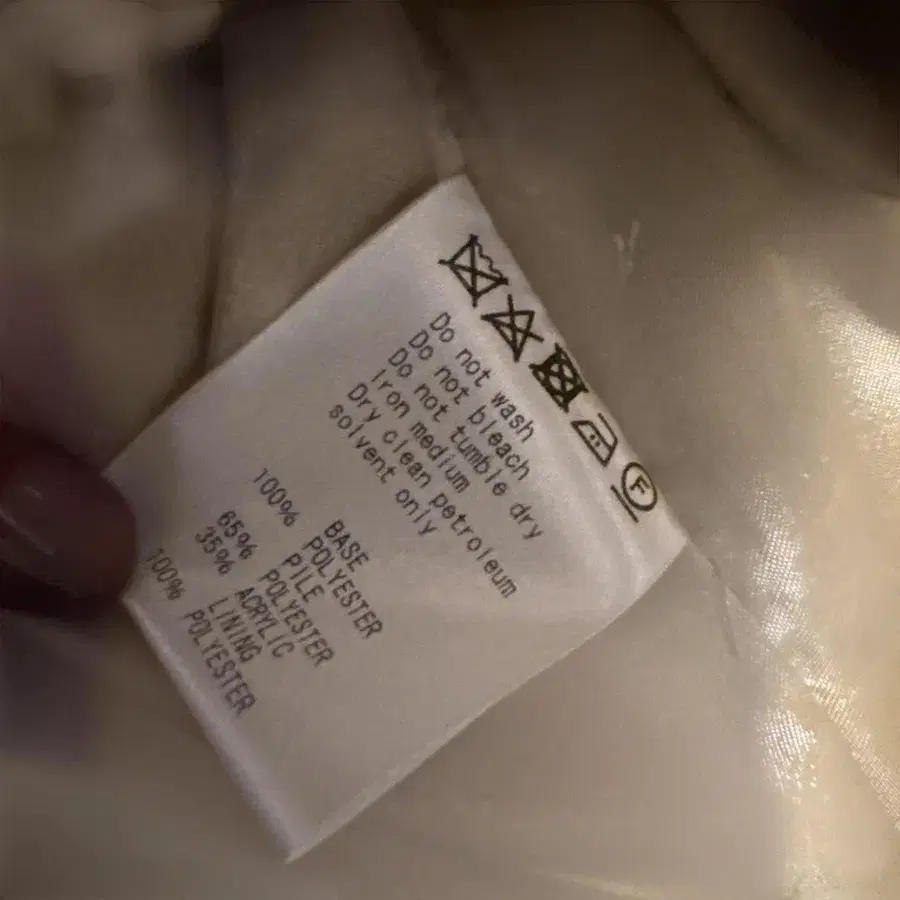 F
Do not wash
Do not bleach
Do not tumble dry
Iron medium
Dry clean petroleum
solvent only
BASE
100% POLYESTER
PILE
65% POLYESTER
35% ACRYLIC
LINING
100% POLYESTER